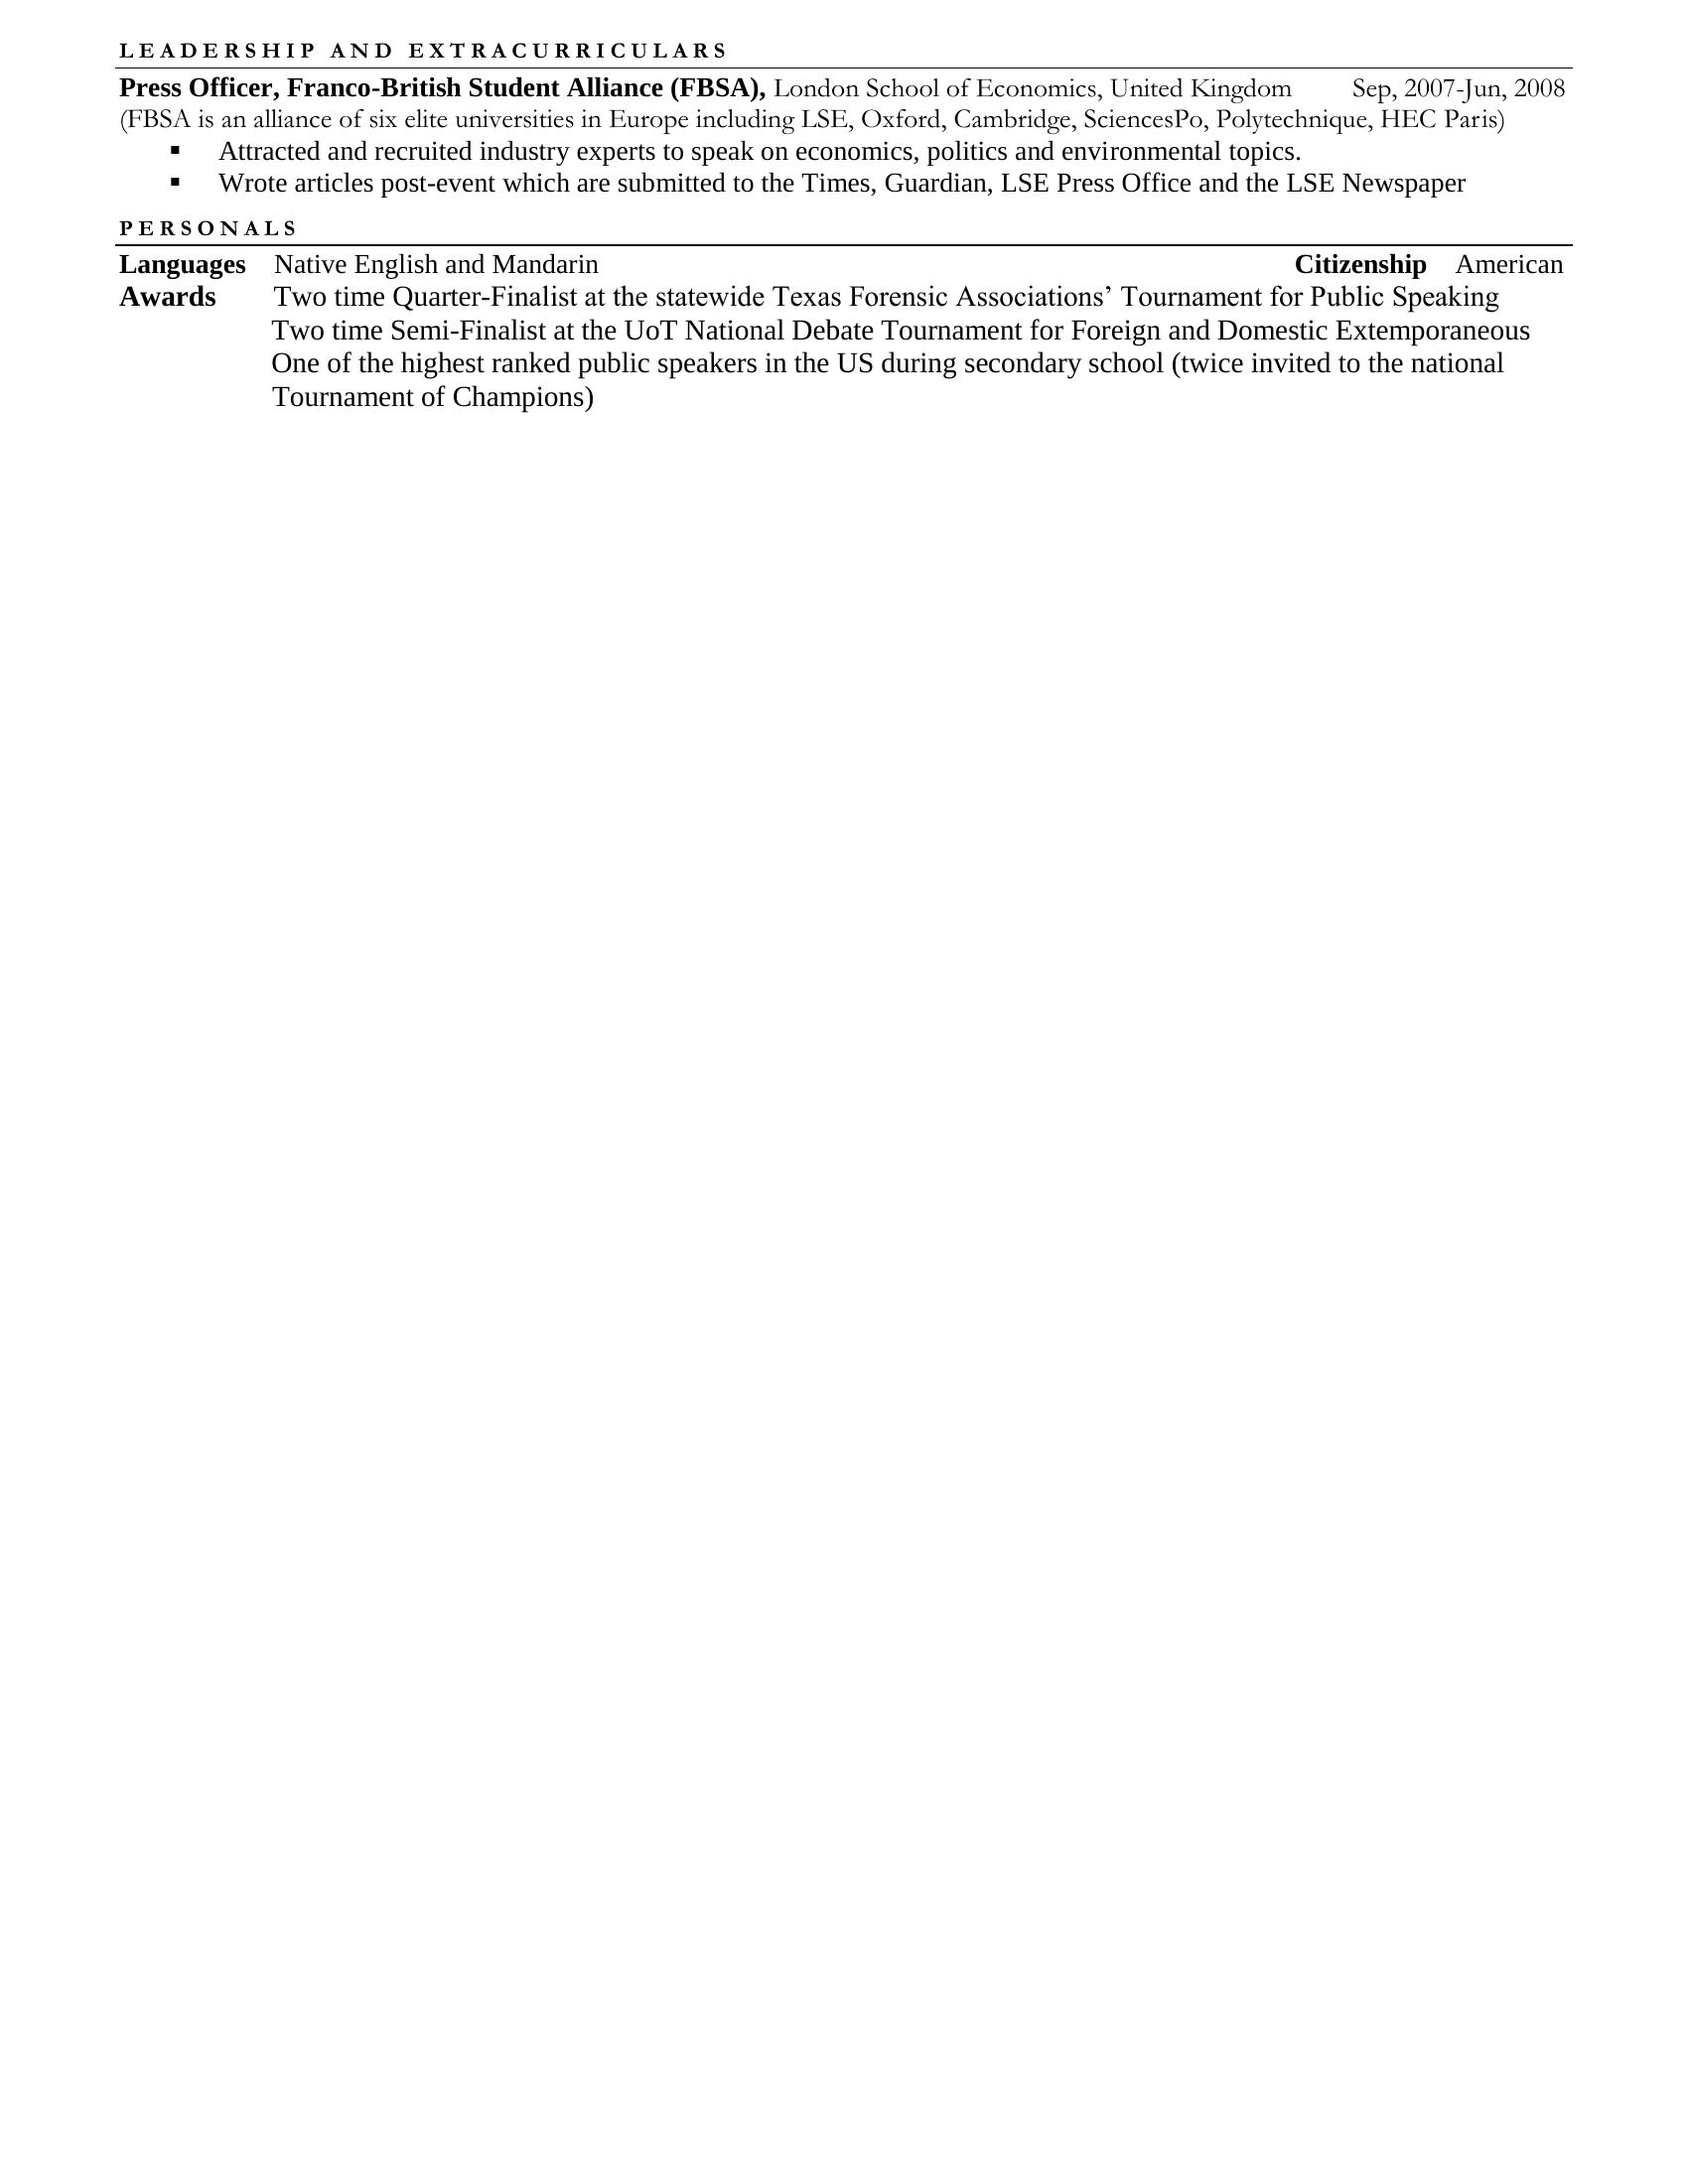 LEADERSHIP AND EXTRACURRICULARS
Press Officer, Franco-British Student Alliance (FBSA), London School of Economics, United Kingdom Sep, 2007-Jun, 2008
(FBSA is an alliance of six elite universities in Europe including LSE, Oxford, Cambridge, SciencesPo, Polytechnique, HEC Paris)
▪ Attracted and recruited industry experts to speak on economics, politics and environmental topics.
▪ Wrote articles post-event which are submitted to the Times, Guardian, LSE Press Office and the LSE Newspaper
PERSONALS
Languages Native English and Mandarin Citizenship American
Awards Two time Quarter-Finalist at the statewide Texas Forensic Associations’ Tournament for Public Speaking
Two time Semi-Finalist at the UoT National Debate Tournament for Foreign and Domestic Extemporaneous
One of the highest ranked public speakers in the US during secondary school (twice invited to the national
Tournament of Champions)